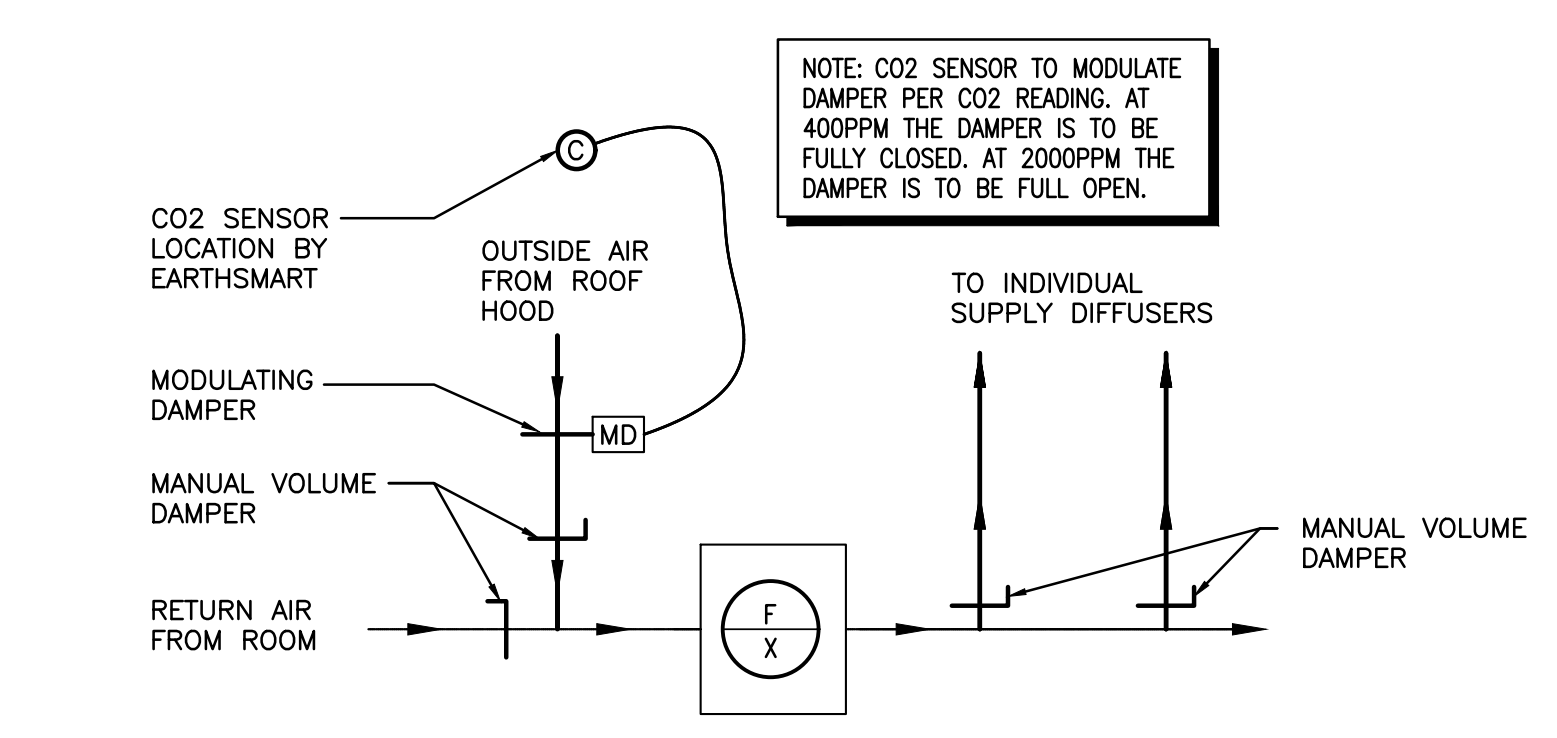 NOTE: CO2 SENSOR TO MODULATE
DAMPER PER CO2 READING. AT
400PPM THE DAMPER IS TO BE
FULLY CLOSED. AT 2000PPM THE
DAMPER IS TO BE FULL OPEN.
C
CO2 SENSOR
LOCATION BY
EARTHSMART
OUTSIDE AIR
FROM ROOF
HOOD
TO INDIVIDUAL
SUPPLY DIFFUSERS
MODULATING
DAMPER
MD
MANUAL VOLUME
DAMPER
MANUAL VOLUME
DAMPER
RETURN AIR
FROM ROOM
F
X